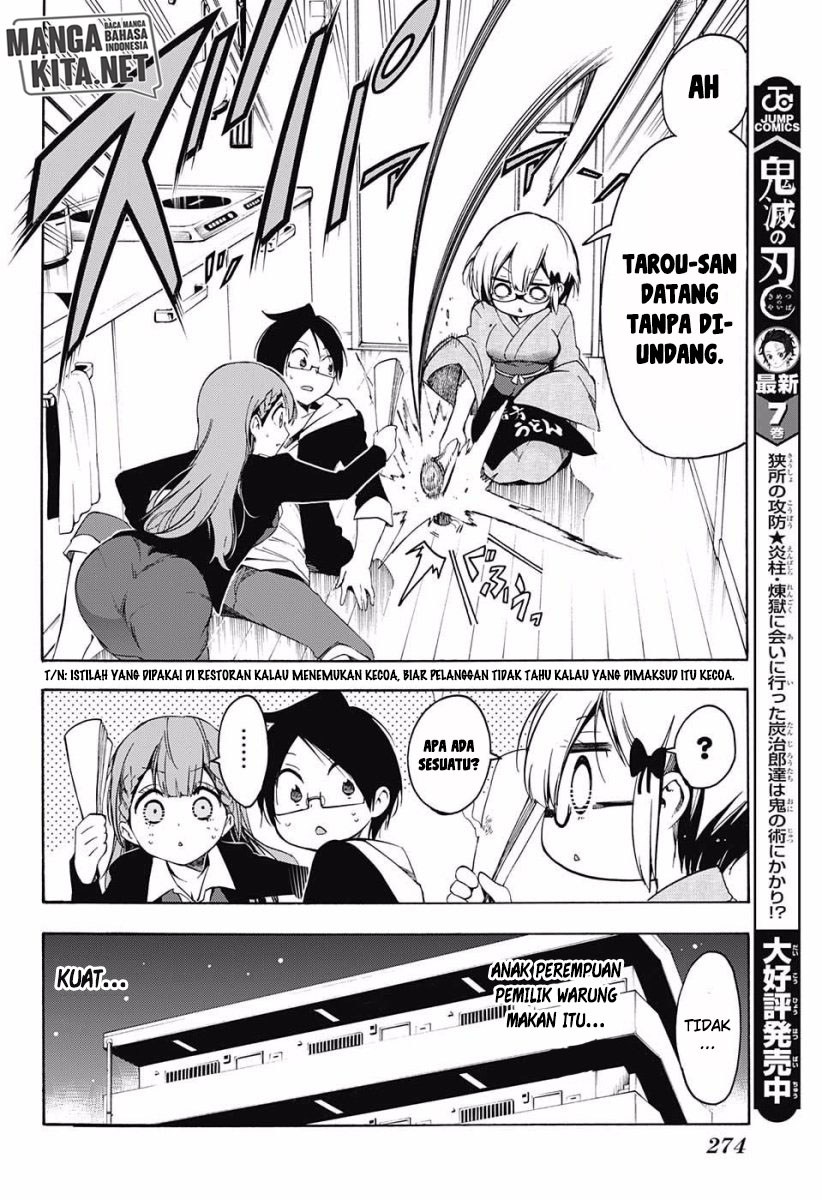 MANGA
KITA.NET
BACA MANGA
BAHASA
INDONESIA
AH
TAROU-SAN
DATANG
TANPA DI-
UNDANG.
T/N: ISTILAH YANG DIPAKAI DI RESTORAN KALAU MENEMUKAN KECOA, BIAR PELANGGAN TIDAK TAHU KALAU YANG DIMAKSUD ITU KECOA.
?
APA ADA
SESUATU?
......
TIDAK
...
ANAK PEREMPUAN
PEMILIK WARUNG
MAKAN ITU...
KUAT...
274
JUMP
COMICS
鬼滅の刃
最新
7
巻
狭所の攻防★炎柱・煉獄に会いに行った炭治郎達は鬼の術にかかり!?
大好評発売中